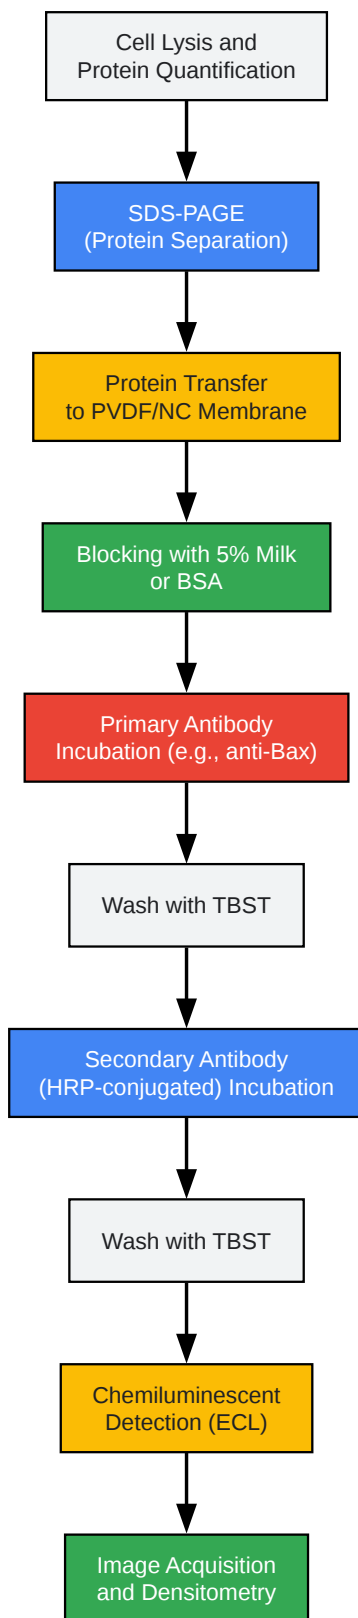 Cell Lysis and
Protein Quantification
SDS-PAGE
(Protein Separation)
Protein Transfer
to PVDF/NC Membrane
Blocking with 5% Milk
or BSA
Primary Antibody
Incubation (e.g., anti-Bax)
Wash with TBST
Secondary Antibody
(HRP-conjugated) Incubation
Wash with TBST
Chemiluminescent
Detection (ECL)
Image Acquisition
and Densitometry